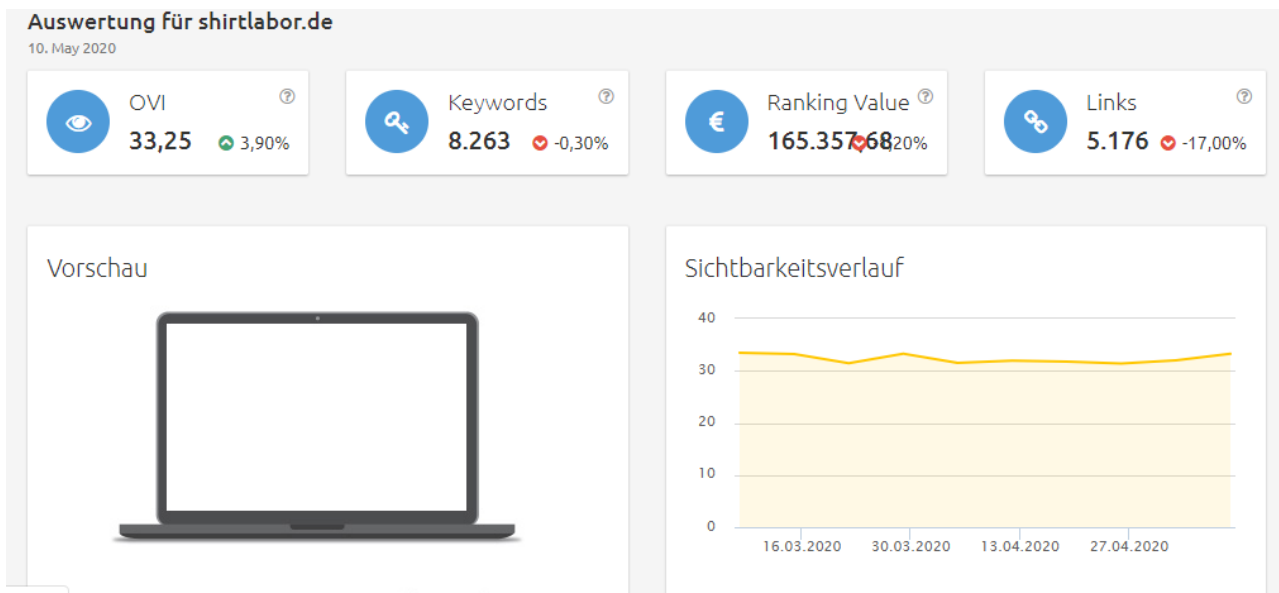 Auswertung für shirtlabor.de
10. May 2020
OVI
33,25 3,90%
Keywords
8.263 -0,30%
Ranking Value
165.357,68
Links
5.176 -17,00%
Vorschau
Sichtbarkeitsverlauf
40
30
20
10
0
16.03.2020 30.03.2020 13.04.2020 27.04.2020